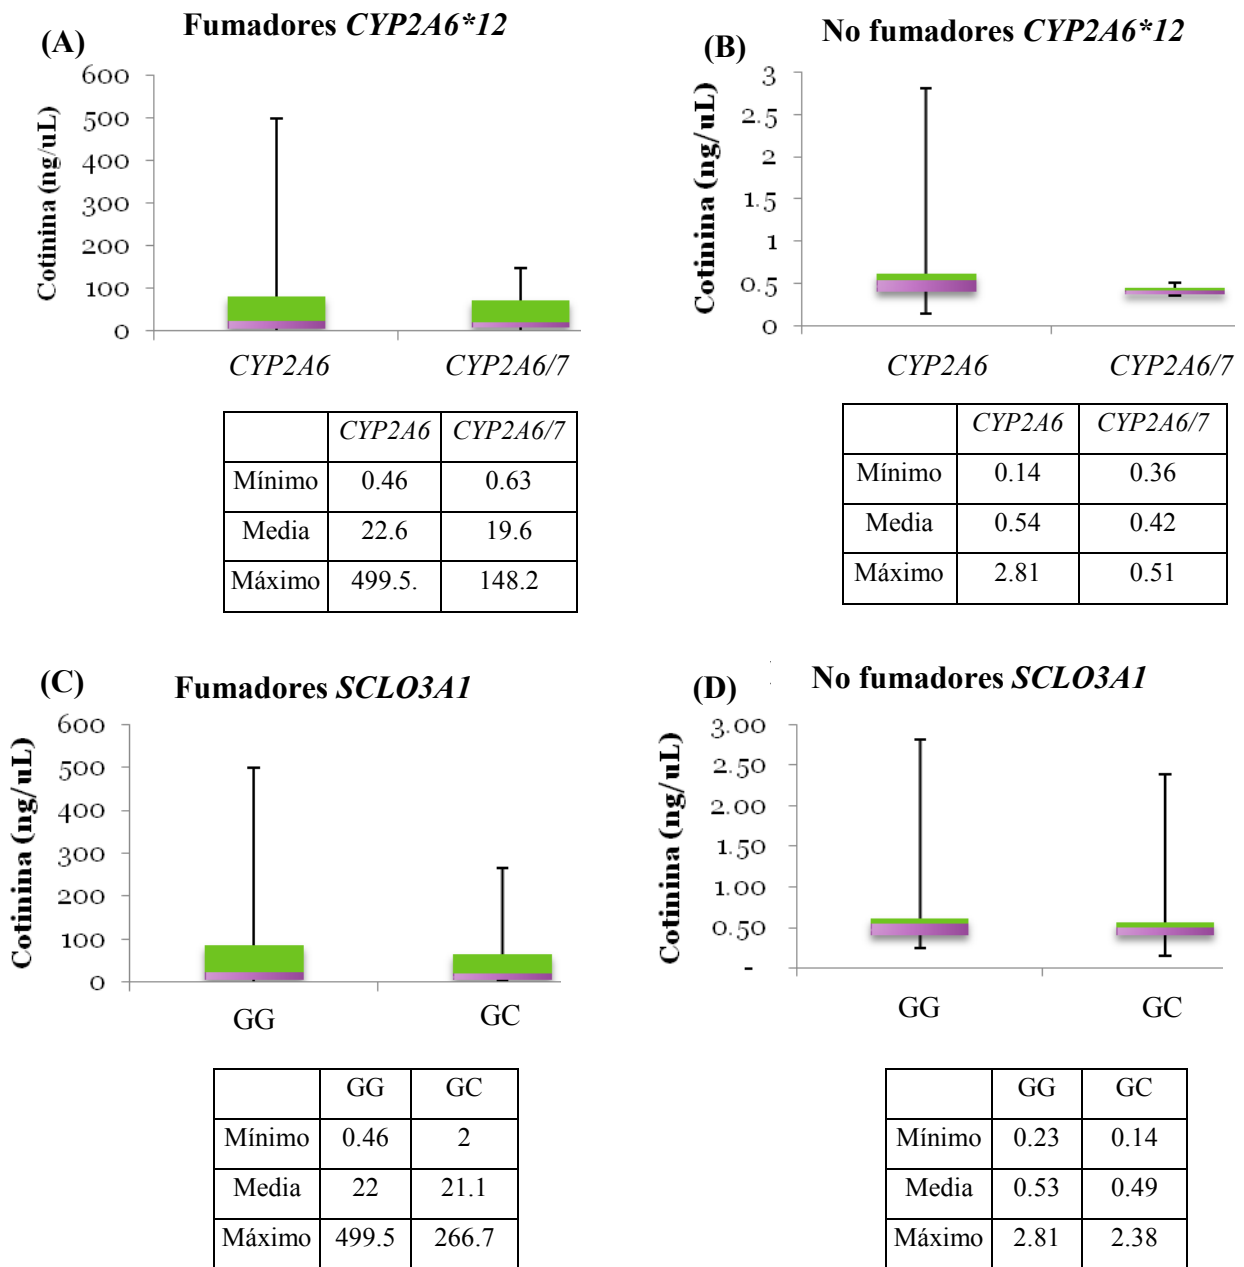 (A)
Fumadores CYP2A6*12
Cotinina (ng/uL)
600
500
400
300
200
100
0
CYP2A6 CYP2A6/7
CYP2A6 CYP2A6/7
Mínimo 0.46 0.63
Media 22.6 19.6
Máximo 499.5. 148.2
(B)
No fumadores CYP2A6*12
Cotinina (ng/uL)
3
2.5
2
1.5
1
0.5
0
CYP2A6 CYP2A6/7
CYP2A6 CYP2A6/7
Mínimo 0.14 0.36
Media 0.54 0.42
Máximo 2.81 0.51
(C)
Fumadores SCLO3A1
Cotinina (ng/uL)
600
500
400
300
200
100
0
GG GC
GG GC
Mínimo 0.46 2
Media 22 21.1
Máximo 499.5 266.7
(D)
No fumadores SCLO3A1
Cotinina (ng/uL)
3.00
2.50
2.00
1.50
1.00
0.50
-
GG GC
GG GC
Mínimo 0.23 0.14
Media 0.53 0.49
Máximo 2.81 2.38